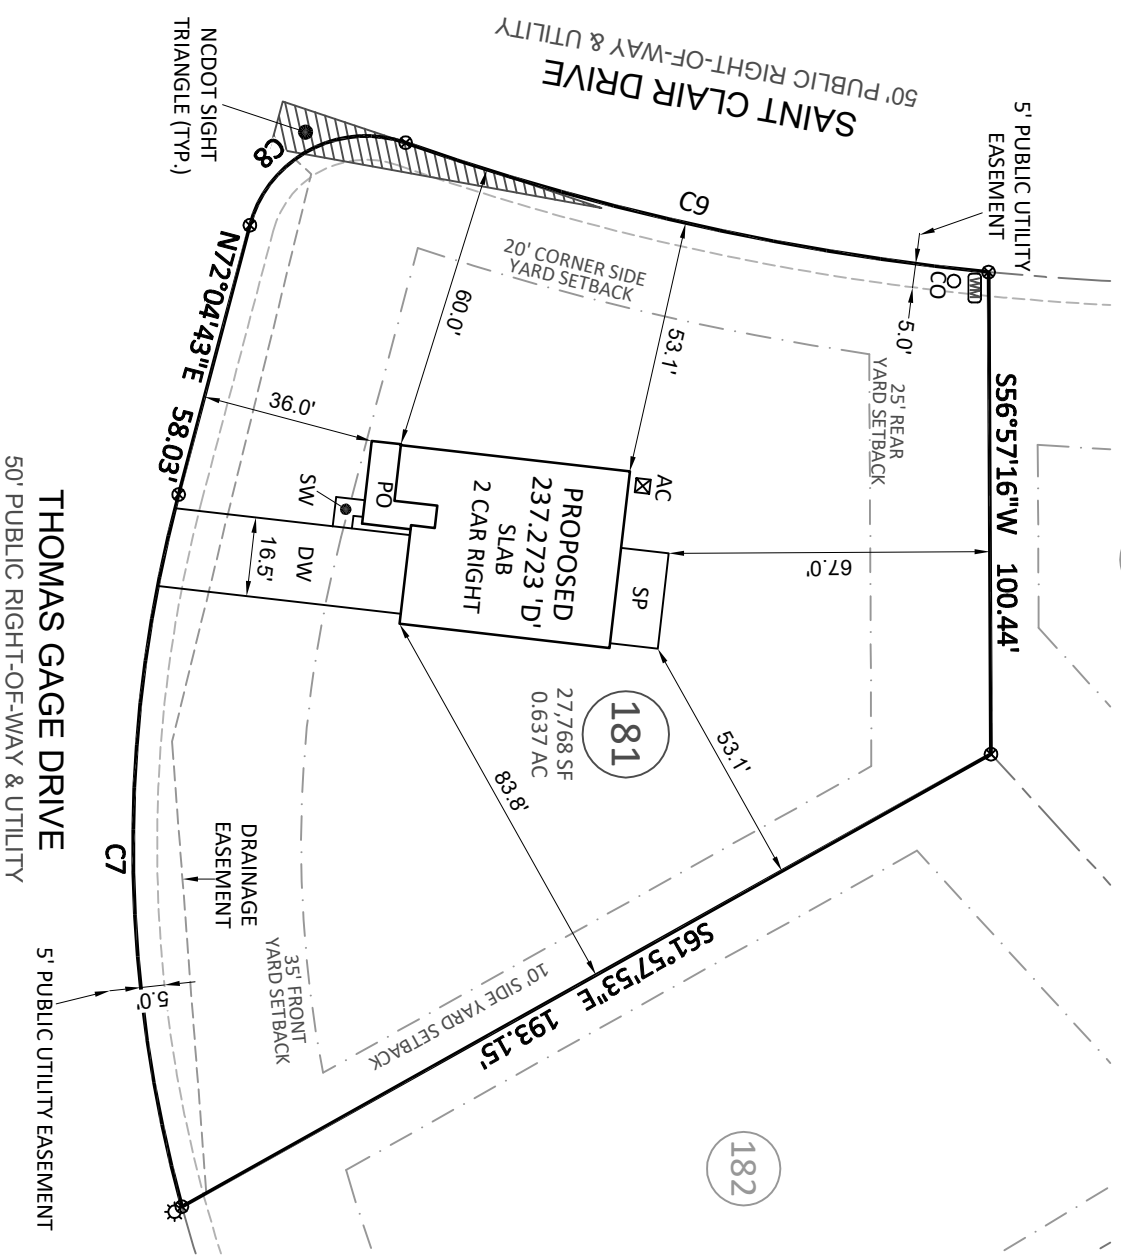 SAINT CLAIR DRIVE
50' PUBLIC RIGHT-OF-WAY & UTILITY
NCDOT SIGHT
TRIANGLE (TYP.)
5' PUBLIC UTILITY
EASEMENT
C8
C9
20' CORNER SIDE
YARD SETBACK
60.0'
53.1'
CO
WM
5.0'
25' REAR
YARD SETBACK
S56°57'16"W 100.44'
N72°04'43"E 58.03'
36.0'
SW
PO
DW
16.5'
AC
PROPOSED
237.2723 'D'
SLAB
2 CAR RIGHT
SP
67.0'
181
27,768 SF
0.637 AC
53.1'
83.8'
S61°57'53"E 193.15'
10' SIDE YARD SETBACK
DRAINAGE
EASEMENT
35' FRONT
YARD SETBACK
C7
5.0'
5' PUBLIC UTILITY EASEMENT
THOMAS GAGE DRIVE
50' PUBLIC RIGHT-OF-WAY & UTILITY
182